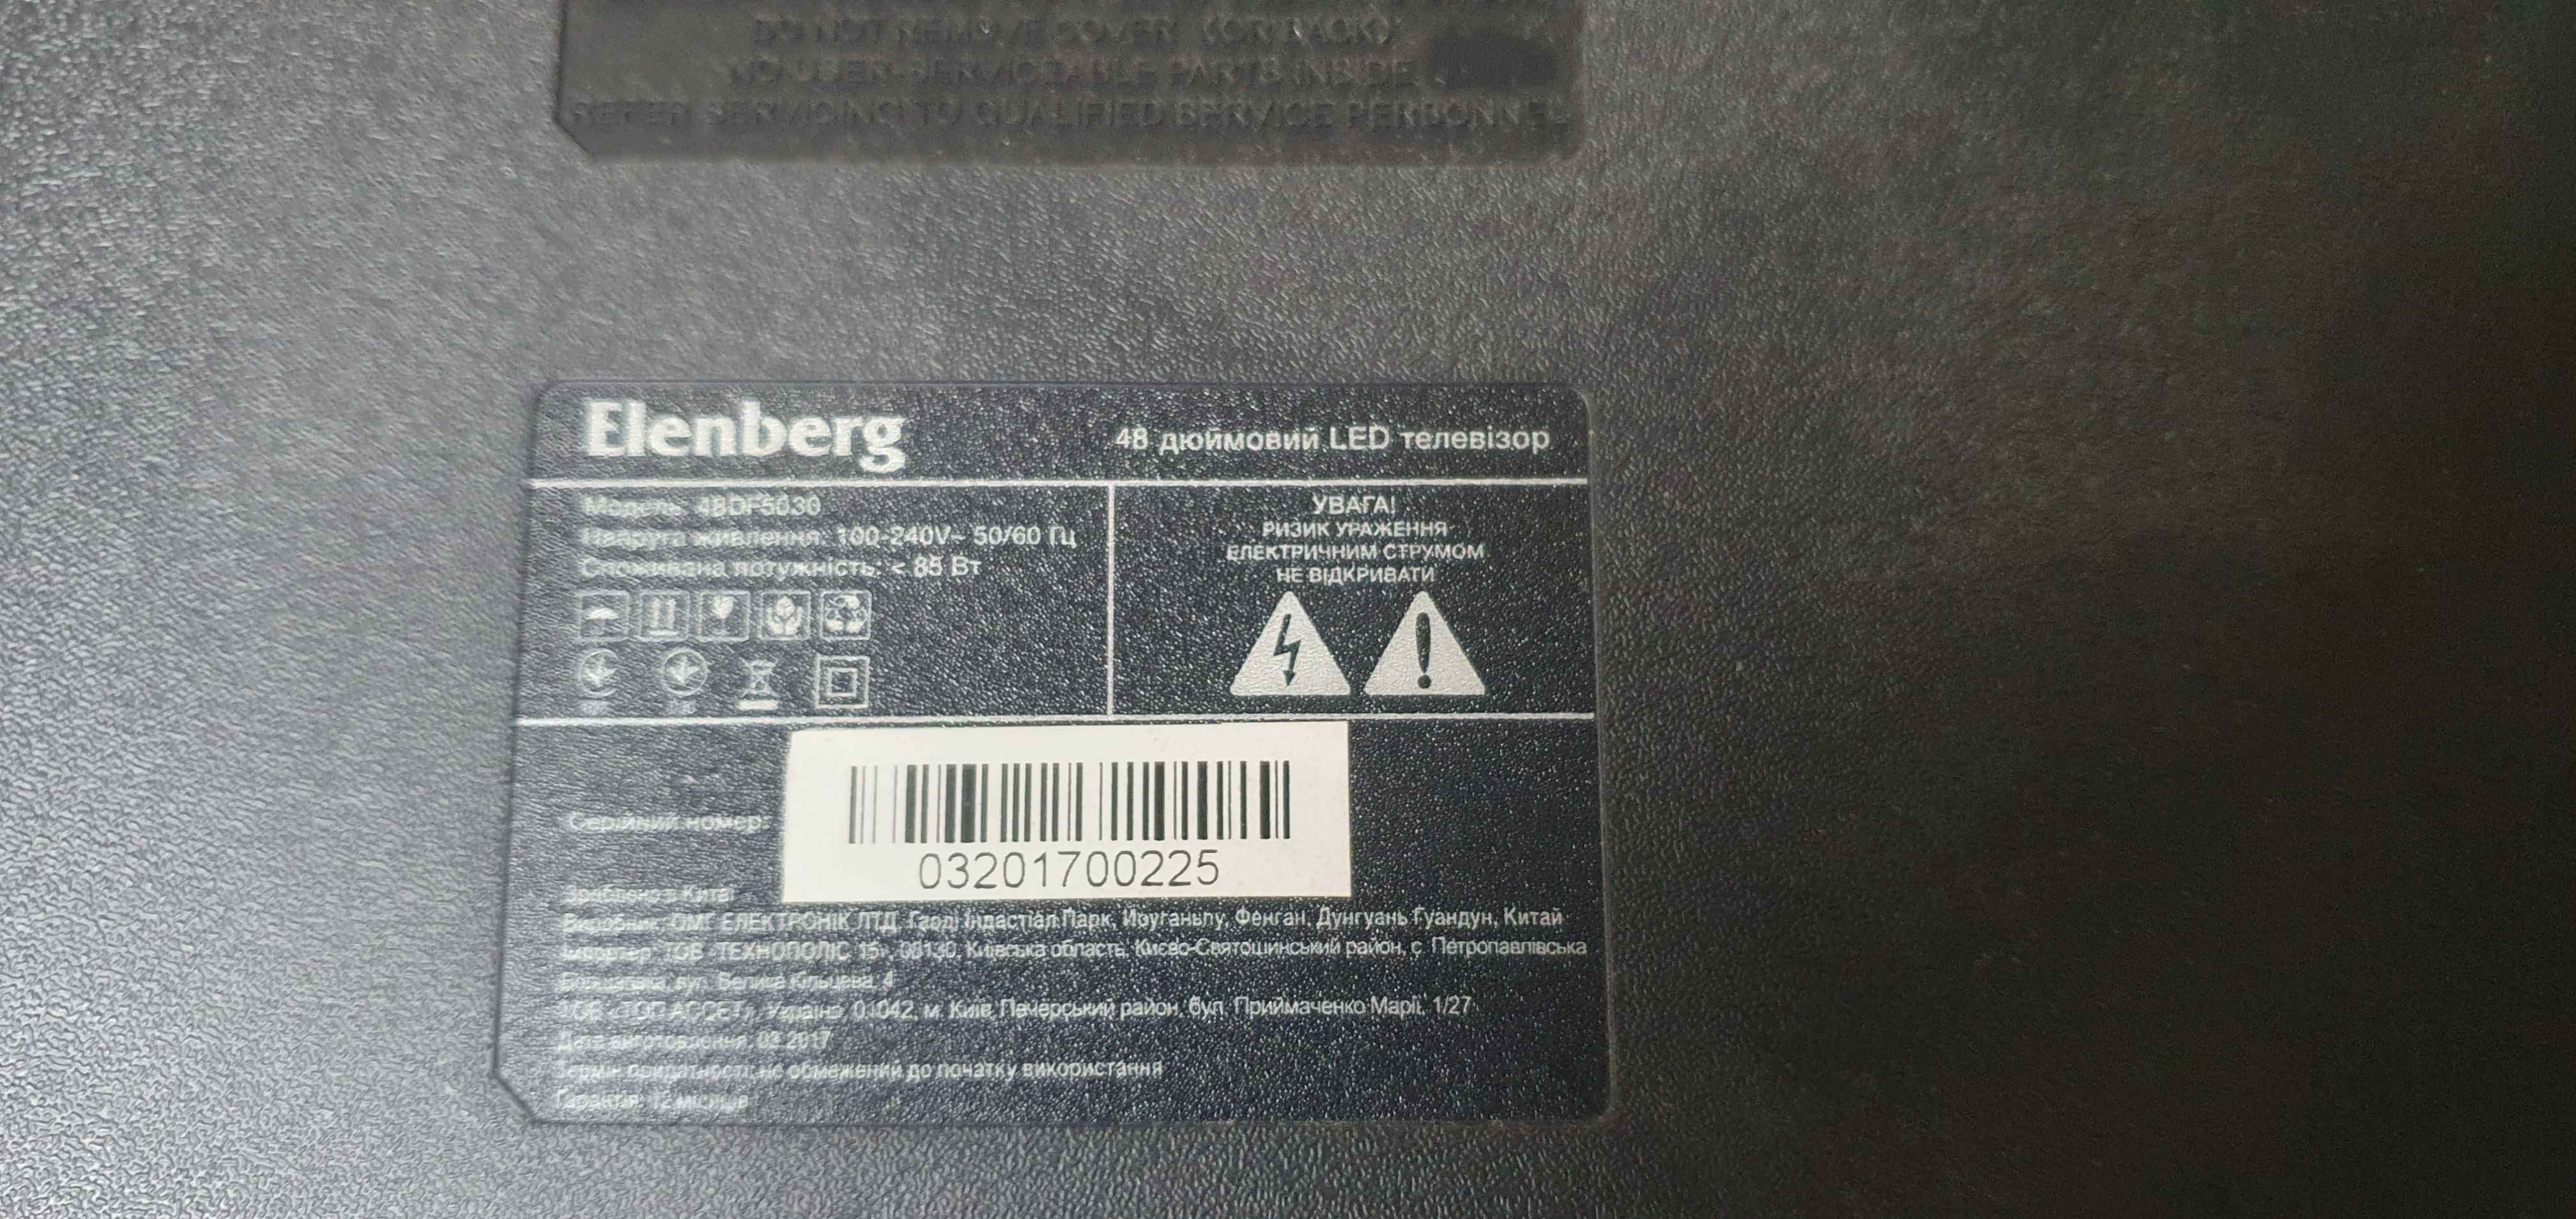 DO NOT REMOVE COVER (OR BACK)
NO USER-SERVICEABLE PARTS INSIDE
REFER SERVICING TO QUALIFIED SERVICE PERSONNEL
Elenberg
48 дюймовий LED телевізор
Модель: 48DF5030
Напруга живлення: 100-240V~ 50/60 Гц
Споживана потужність: < 85 Вт
УВАГА!
РИЗИК УРАЖЕННЯ
ЕЛЕКТРИЧНИМ СТРУМОМ
НЕ ВІДКРИВАТИ
Серійний номер:
03201700225
Зроблено в Китаї
Виробник: ЕЛЕКТРОНІК ЛТД, Гаоді Індастіал Парк, Йоуганьпу, Фенган, Дунгуань Гуандун, Китай
Імпортер: ТОВ «ТЕХНОПОЛІС 15», 08130, Київська область, Києво-Святошинський район, с. Петропавлівська
Борщагівка, вул. Велика Кільцева, 4
ТОВ «ТОП АССЕТ», Україна, 01042, м. Київ, Печерський район, бул. Приймаченко Марії, 1/27
Дата виготовлення: 03.2017
Термін придатності: не обмежений до початку використання
Гарантія: 12 місяців